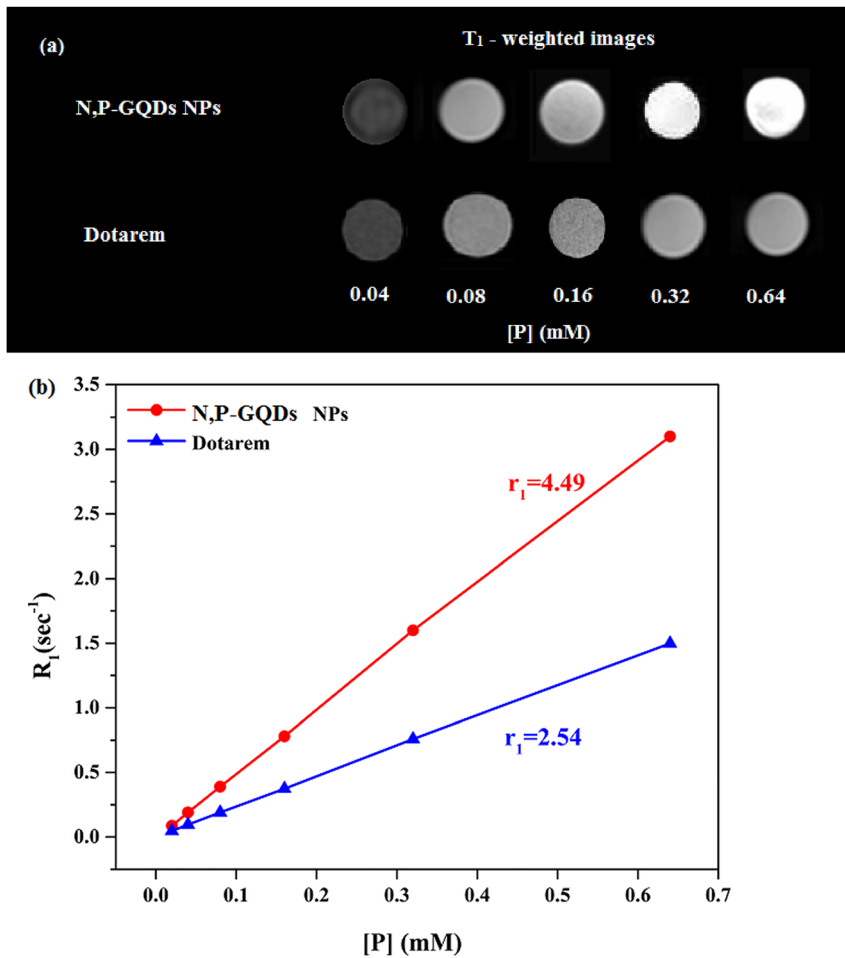 (a)
T1 - weighted images
N,P-GQDs NPs
Dotarem
0.04 0.08 0.16 0.32 0.64
[P] (mM)
(b)
3.5
3.0
2.5
2.0
1.5
1.0
0.5
0.0
R1(sec-1)
N,P-GQDs NPs
Dotarem
r1=4.49
r1=2.54
0.0 0.1 0.2 0.3 0.4 0.5 0.6 0.7
[P] (mM)